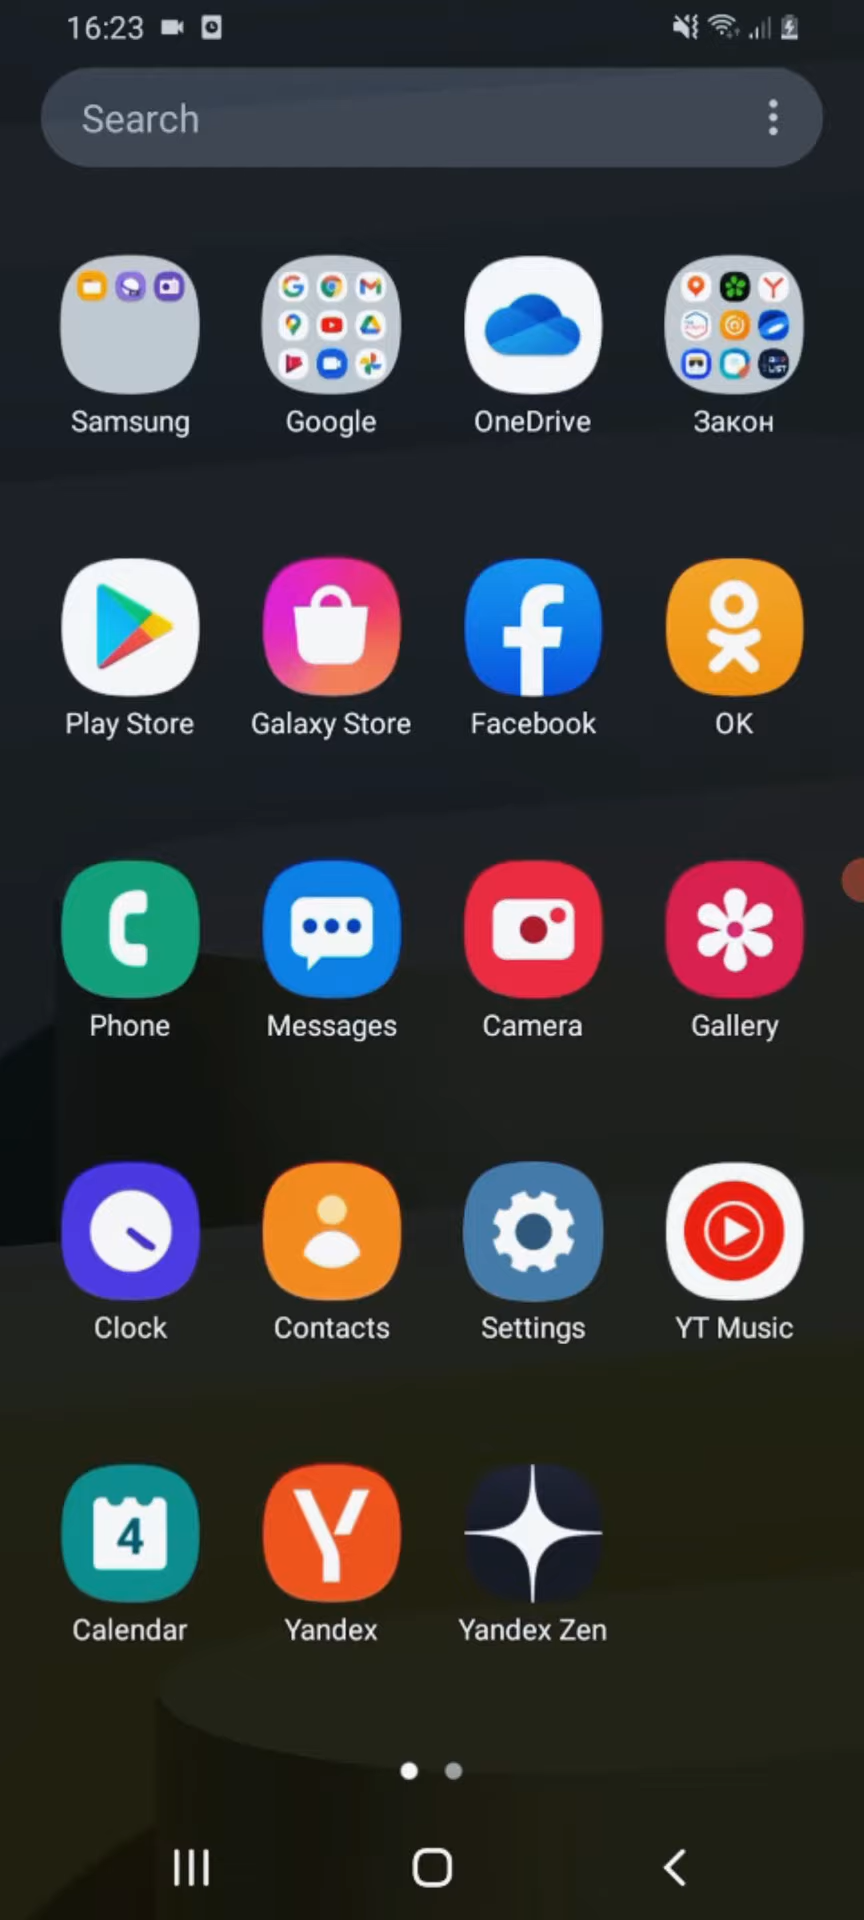 16:23
Search
Samsung
Google
OneDrive
Закон
Play Store
Galaxy Store
Facebook
OK
Phone
Messages
Camera
Gallery
Clock
Contacts
Settings
YT Music
4
Calendar
Yandex
Yandex Zen